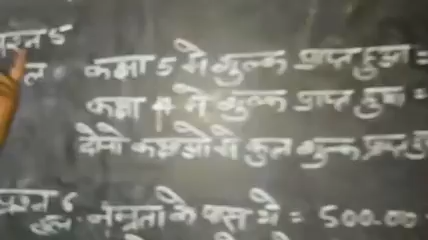 प्रश्न 5
हल कक्षा 5 में शुल्क प्राप्त हुआ =
कक्षा 4 में शुल्क प्राप्त हुआ =
दोनो कक्षाओ में कुल शुल्क प्राप्त
प्रश्न 6
हल. नम्रता के पास थे = 500.00